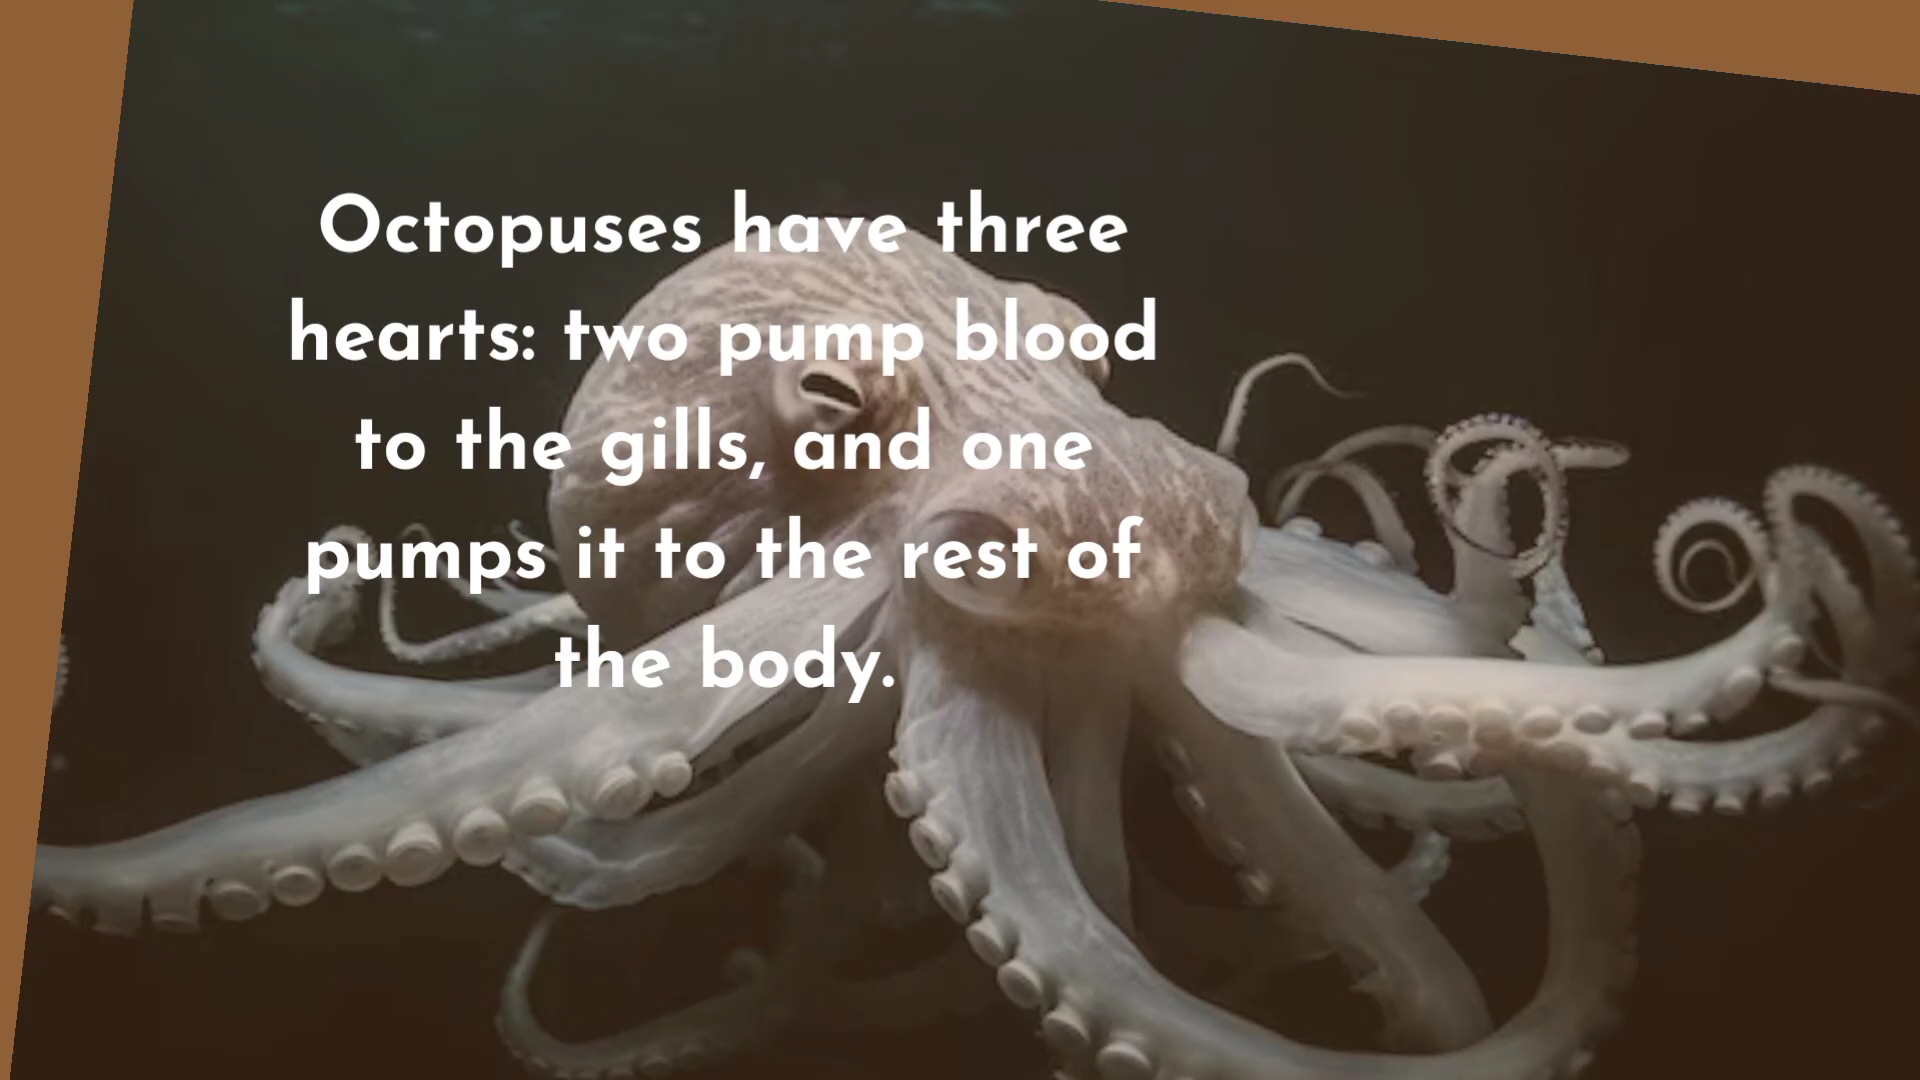 Octopuses have three
hearts: two pump blood
to the gills, and one
pumps it to the rest of
the body.